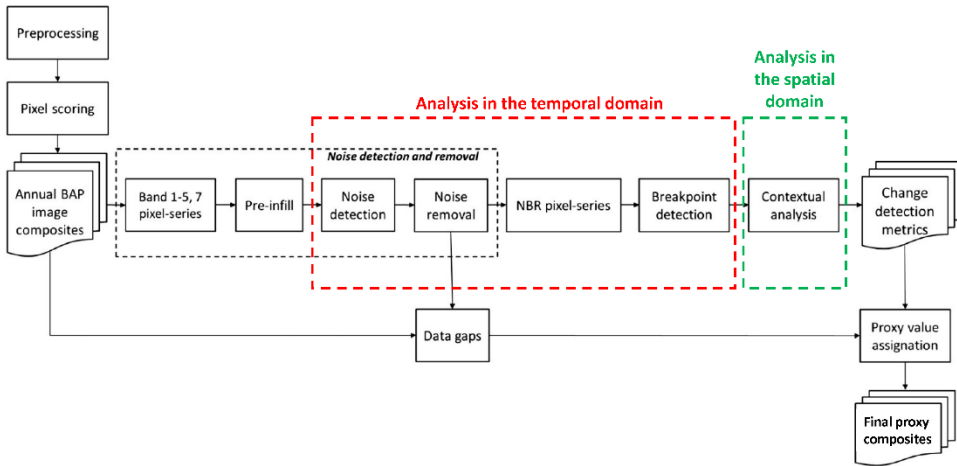 Preprocessing
Pixel scoring
Annual BAP
image
composites
Analysis in the temporal domain
Analysis in
the spatial
domain
Noise detection and removal
Band 1-5, 7
pixel-series
Pre-infill
Noise
detection
Noise
removal
NBR pixel-series
Breakpoint
detection
Contextual
analysis
Change
detection
metrics
Data gaps
Proxy value
assignation
Final proxy
composites